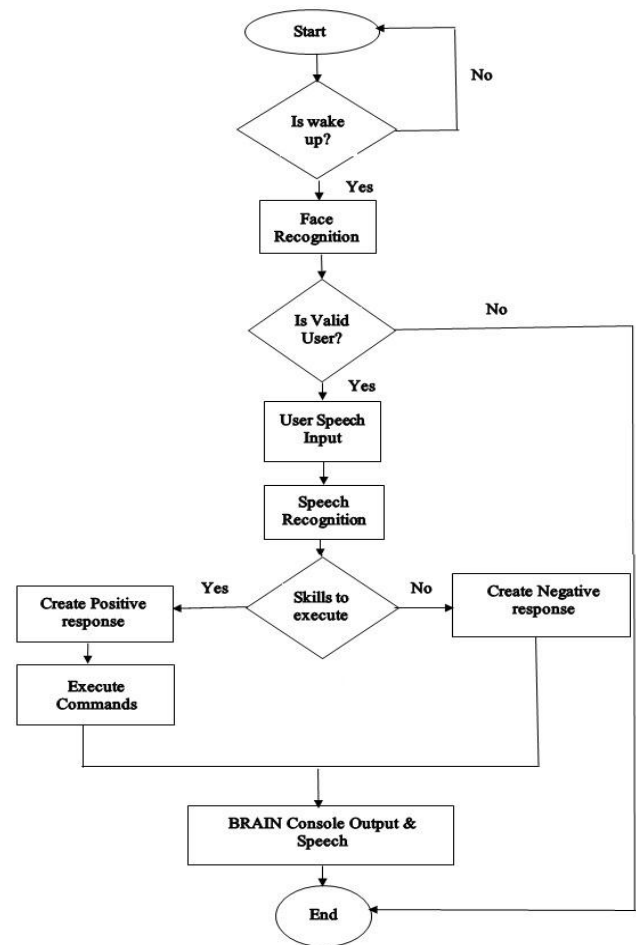 Start
No
Is wake
up?
Yes
Face
Recognition
No
Is Valid
User?
Yes
User Speech
Input
Speech
Recognition
Yes
Skills to
execute
No
Create Positive
response
Create Negative
response
Execute
Commands
BRAIN Console Output &
Speech
End